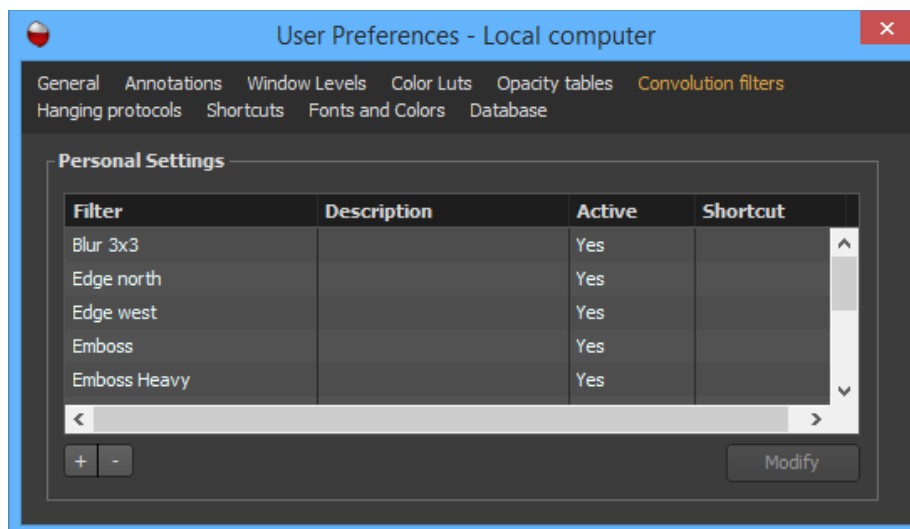 User Preferences - Local computer
General Annotations Window Levels Color Luts Opacity tables Convolution filters
Hanging protocols Shortcuts Fonts and Colors Database
Personal Settings
Filter Description Active Shortcut
Blur 3x3 Yes
Edge north Yes
Edge west Yes
Emboss Yes
Emboss Heavy Yes
+ - Modify